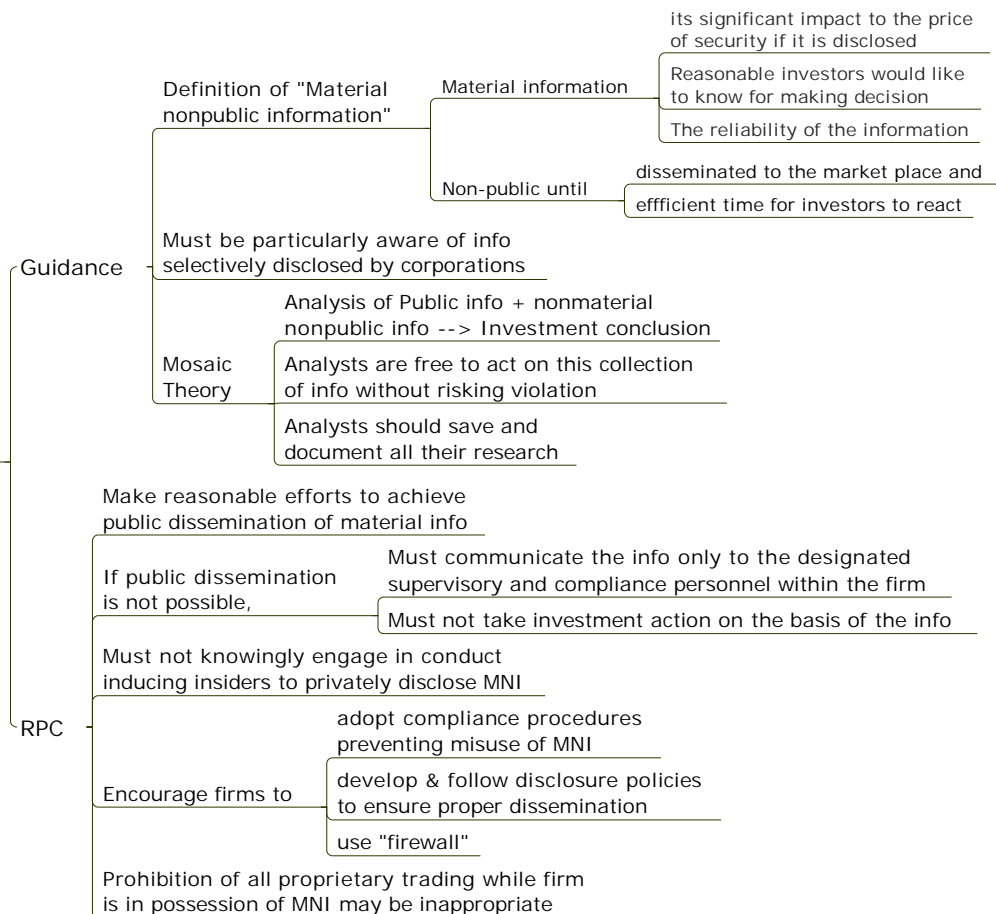 its significant impact to the price
of security if it is disclosed
Definition of "Material
nonpublic information"
Material information
Reasonable investors would like
to know for making decision
The reliability of the information
Non-public until
disseminated to the market place and
effficient time for investors to react
Guidance
Must be particularly aware of info
selectively disclosed by corporations
Mosaic
Theory
Analysis of Public info + nonmaterial
nonpublic info --> Investment conclusion
Analysts are free to act on this collection
of info without risking violation
Analysts should save and
document all their research
RPC
Make reasonable efforts to achieve
public dissemination of material info
If public dissemination
is not possible,
Must communicate the info only to the designated
supervisory and compliance personnel within the firm
Must not take investment action on the basis of the info
Must not knowingly engage in conduct
inducing insiders to privately disclose MNI
Encourage firms to
adopt compliance procedures
preventing misuse of MNI
develop & follow disclosure policies
to ensure proper dissemination
use "firewall"
Prohibition of all proprietary trading while firm
is in possession of MNI may be inappropriate